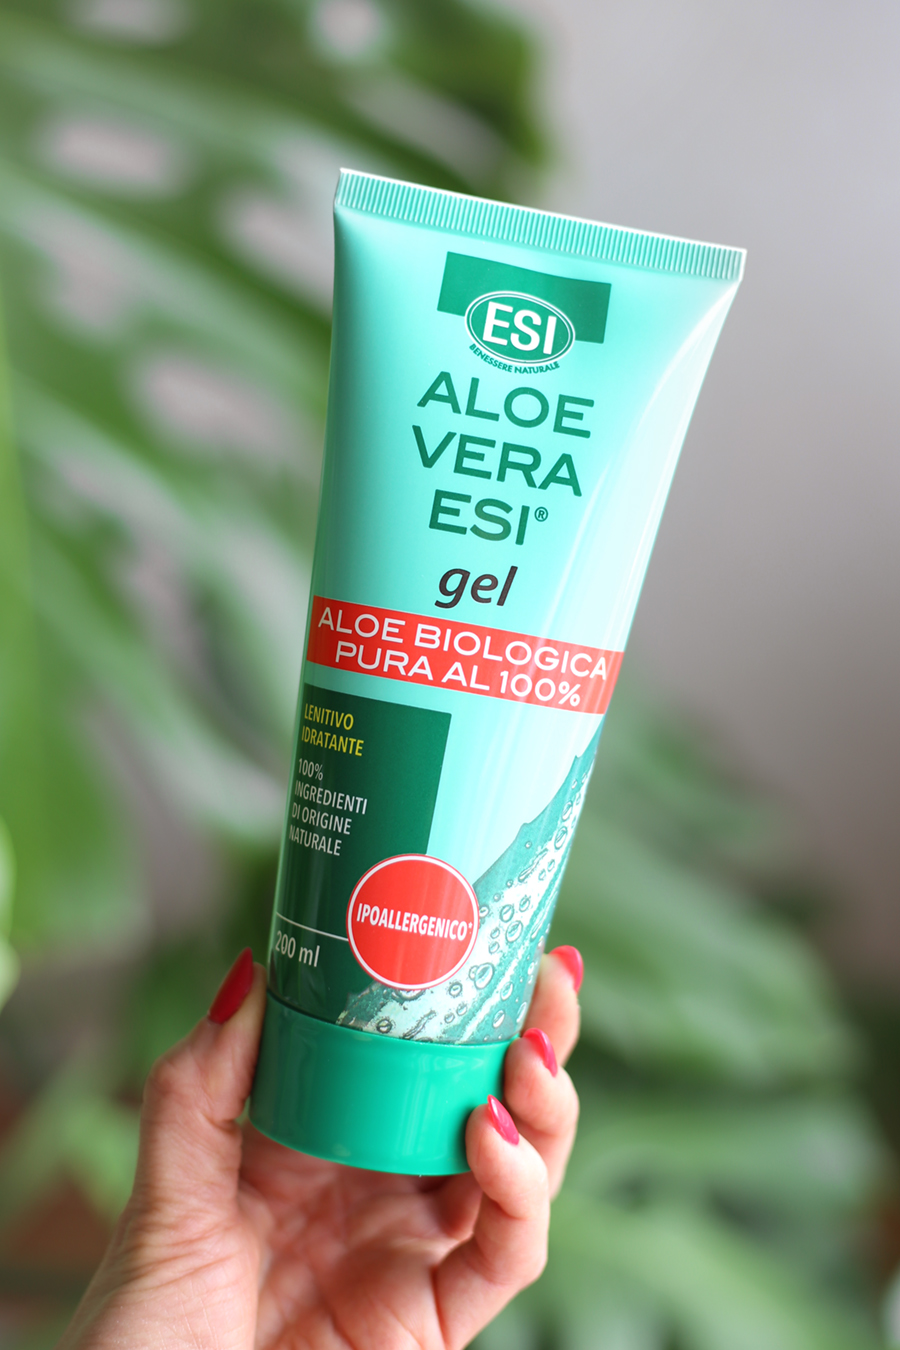 ESI
BENESSERE NATURALE
ALOE
VERA
ESI®
gel
ALOE BIOLOGICA
PURA AL 100%
LENITIVO
IDRATANTE
100%
INGREDIENTI
DI ORIGINE
NATURALE
IPOALLERGENICO*
200 ml